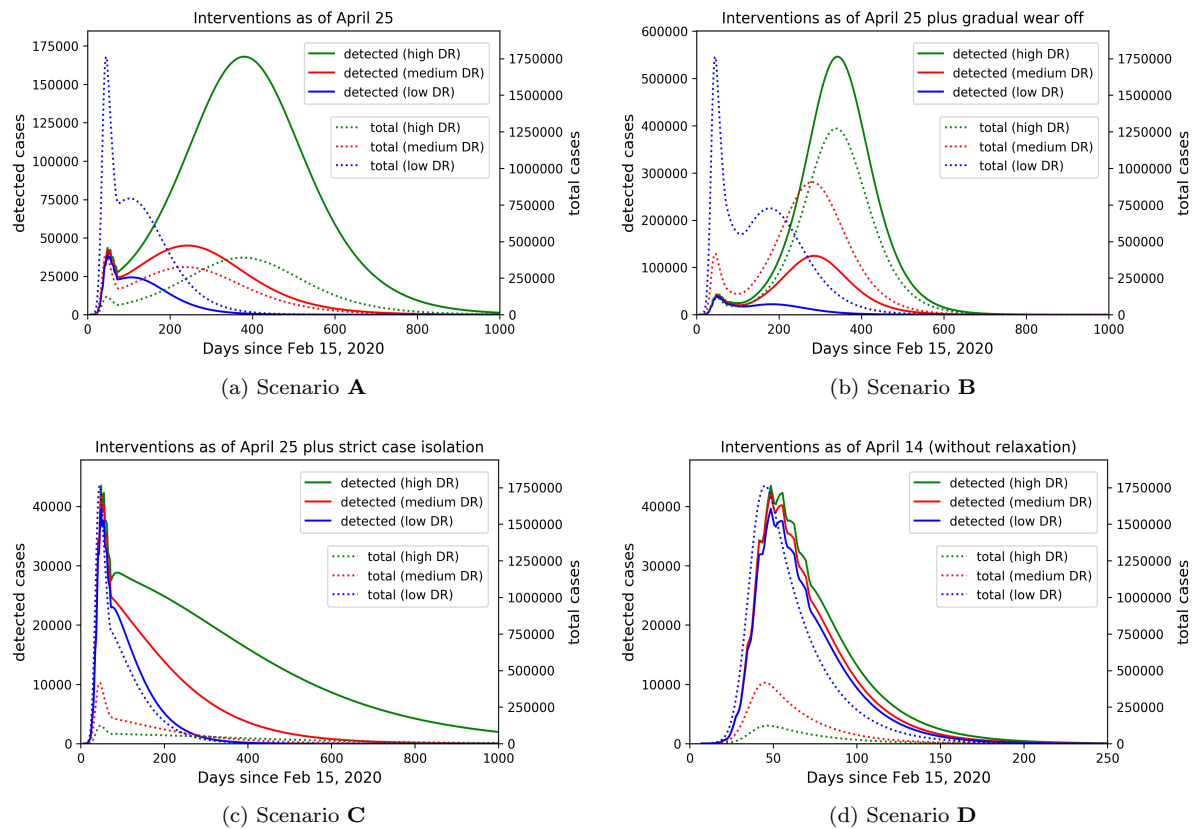 Interventions as of April 25
175000
150000
125000
100000
75000
50000
25000
0
detected cases
detected (high DR)
detected (medium DR)
detected (low DR)
total (high DR)
total (medium DR)
total (low DR)
1750000
1500000
1250000
1000000
750000
500000
250000
0
total cases
0 200 400 600 800 1000
Days since Feb 15, 2020
(a) Scenario A
Interventions as of April 25 plus gradual wear off
600000
500000
400000
300000
200000
100000
0
detected cases
detected (high DR)
detected (medium DR)
detected (low DR)
total (high DR)
total (medium DR)
total (low DR)
1750000
1500000
1250000
1000000
750000
500000
250000
0
total cases
0 200 400 600 800 1000
Days since Feb 15, 2020
(b) Scenario B
Interventions as of April 25 plus strict case isolation
40000
30000
20000
10000
0
detected cases
detected (high DR)
detected (medium DR)
detected (low DR)
total (high DR)
total (medium DR)
total (low DR)
1750000
1500000
1250000
1000000
750000
500000
250000
0
total cases
0 200 400 600 800 1000
Days since Feb 15, 2020
(c) Scenario C
Interventions as of April 14 (without relaxation)
40000
30000
20000
10000
0
detected cases
detected (high DR)
detected (medium DR)
detected (low DR)
total (high DR)
total (medium DR)
total (low DR)
1750000
1500000
1250000
1000000
750000
500000
250000
0
total cases
0 50 100 150 200 250
Days since Feb 15, 2020
(d) Scenario D